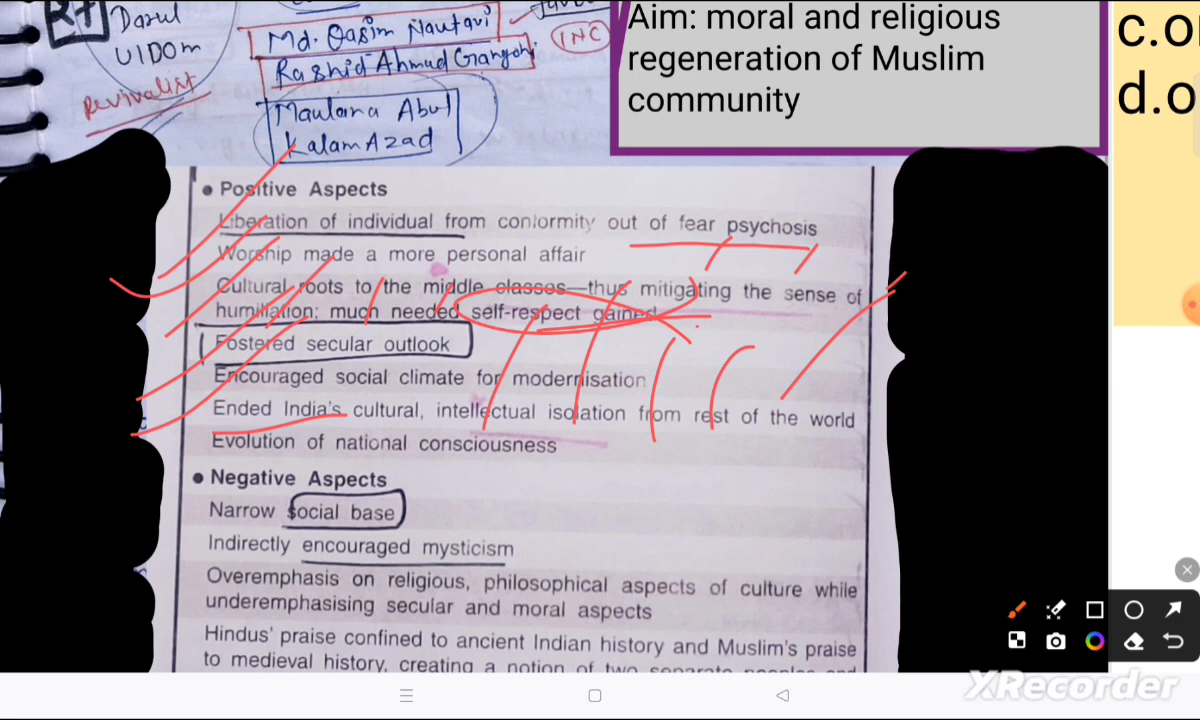 Darul
UIDOM
Revivalist
Md. Qasim Nautavi
Rashid Ahmed Gangohi
Maulana Abul
Kalam Azad
INC
Aim: moral and religious
regeneration of Muslim
community
c.o
d.o
● Positive Aspects
Liberation of individual from conformity out of fear psychosis
Worship made a more personal affair
Cultural roots to the middle classes—thus mitigating the sense of
humiliation; much needed self-respect gained
Fostered secular outlook
Encouraged social climate for modernisation
Ended India's cultural, intellectual isolation from rest of the world
Evolution of national consciousness
● Negative Aspects
Narrow social base
Indirectly encouraged mysticism
Overemphasis on religious, philosophical aspects of culture while
underemphasising secular and moral aspects
Hindus' praise confined to ancient Indian history and Muslim's praise
to medieval history, creating a notion of two separate peoples and
XRecorder